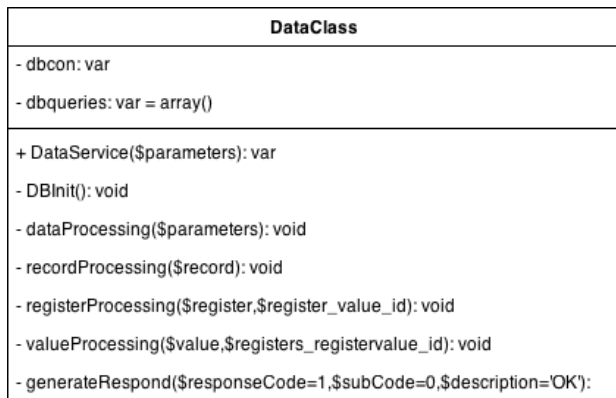 DataClass
- dbcon: var
- dbqueries: var = array()
+ DataService($parameters): var
- DBInit(): void
- dataProcessing($parameters): void
- recordProcessing($record): void
- registerProcessing($register,$register_value_id): void
- valueProcessing($value,$registers_registervalue_id): void
- generateRespond($responseCode=1,$subCode=0,$description='OK'):